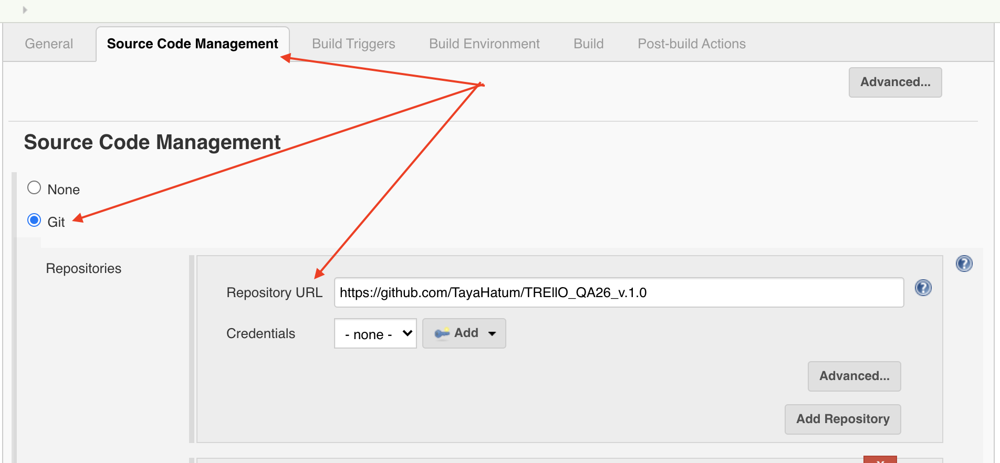 General Source Code Management Build Triggers Build Environment Build Post-build Actions
Advanced...
Source Code Management
None
Git
Repositories
Repository URL https://github.com/TayaHatum/TREllO_QA26_v.1.0
Credentials - none - Add
Advanced...
Add Repository